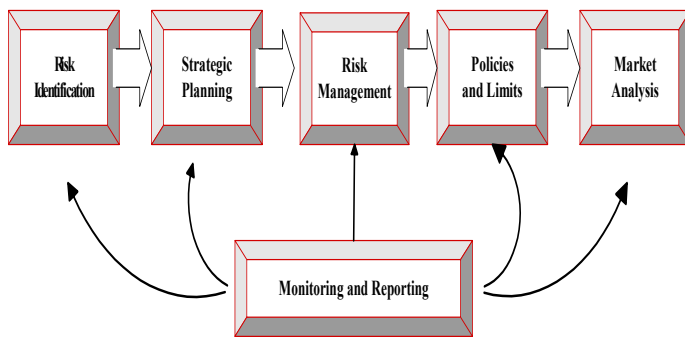 Risk
Identification
Strategic
Planning
Risk
Management
Policies
and Limits
Market
Analysis
Monitoring and Reporting